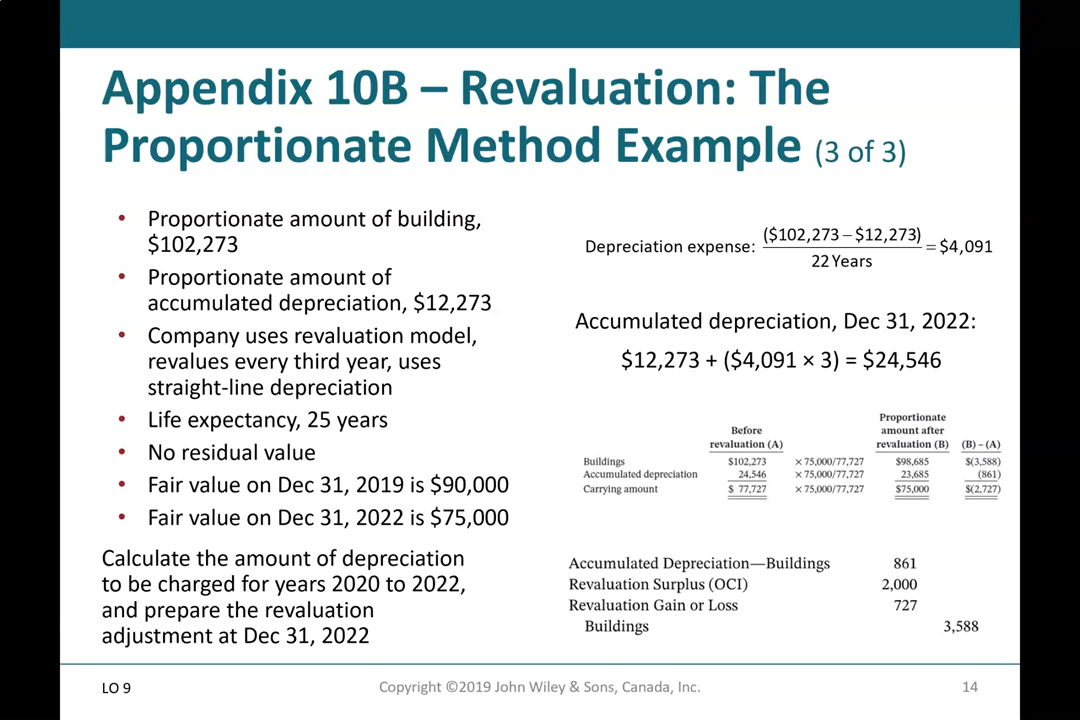 Appendix 10B – Revaluation: The
Proportionate Method Example (3 of 3)
• Proportionate amount of building,
$102,273
• Proportionate amount of
accumulated depreciation, $12,273
• Company uses revaluation model,
revalues every third year, uses
straight-line depreciation
• Life expectancy, 25 years
• No residual value
• Fair value on Dec 31, 2019 is $90,000
• Fair value on Dec 31, 2022 is $75,000
Calculate the amount of depreciation
to be charged for years 2020 to 2022,
and prepare the revaluation
adjustment at Dec 31, 2022
($102,273 – $12,273)
Depreciation expense: = $4,091
22 Years
Accumulated depreciation, Dec 31, 2022:
$12,273 + ($4,091 × 3) = $24,546
Proportionate
Before amount after
revaluation (A) revaluation (B) (B) – (A)
Buildings $102,273 × 75,000/77,727 $98,685 $(3,588)
Accumulated depreciation 24,546 × 75,000/77,727 23,685 (861)
Carrying amount $ 77,727 × 75,000/77,727 $75,000 $(2,727)
Accumulated Depreciation—Buildings 861
Revaluation Surplus (OCI) 2,000
Revaluation Gain or Loss 727
Buildings 3,588
LO 9 Copyright ©2019 John Wiley & Sons, Canada, Inc. 14